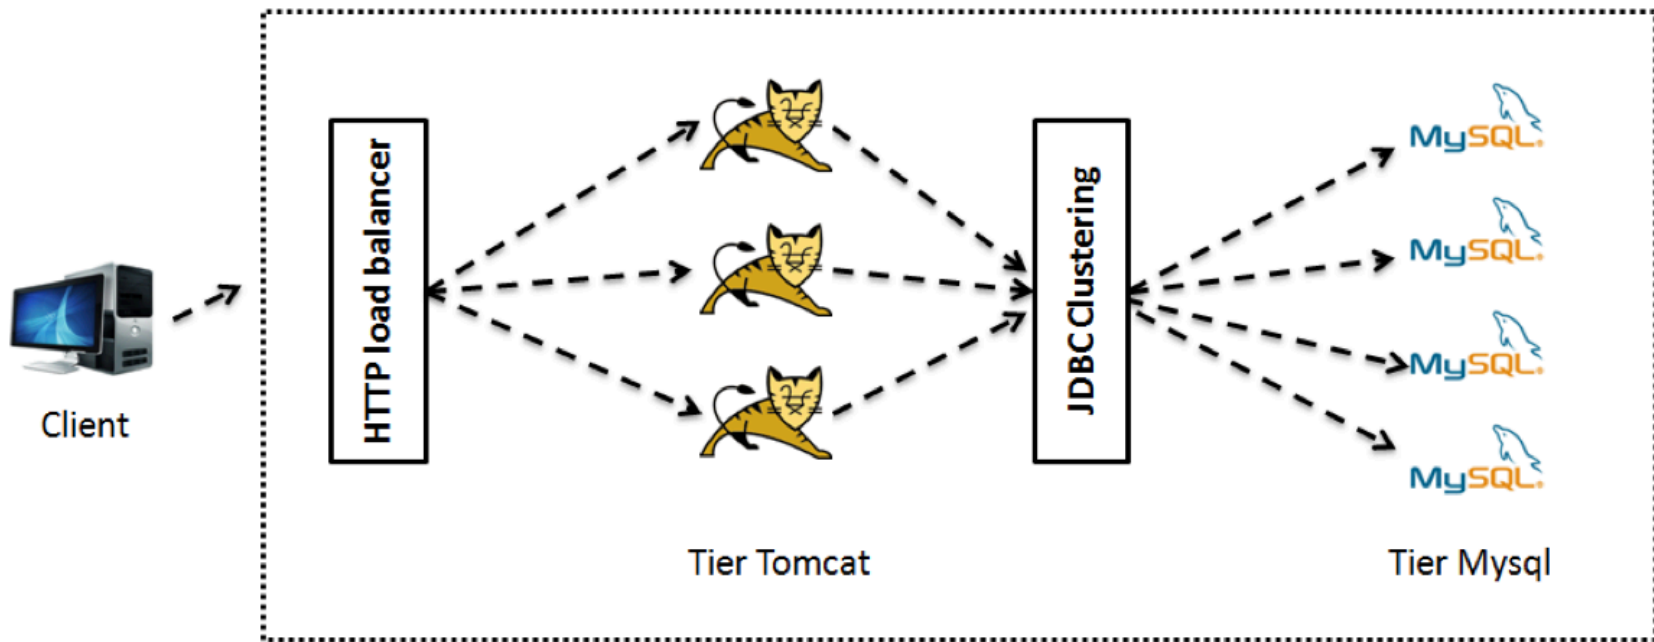 Client
HTTP load balancer
Tier Tomcat
JDBC Clustering
MySQL®
MySQL®
MySQL®
MySQL®
Tier Mysql